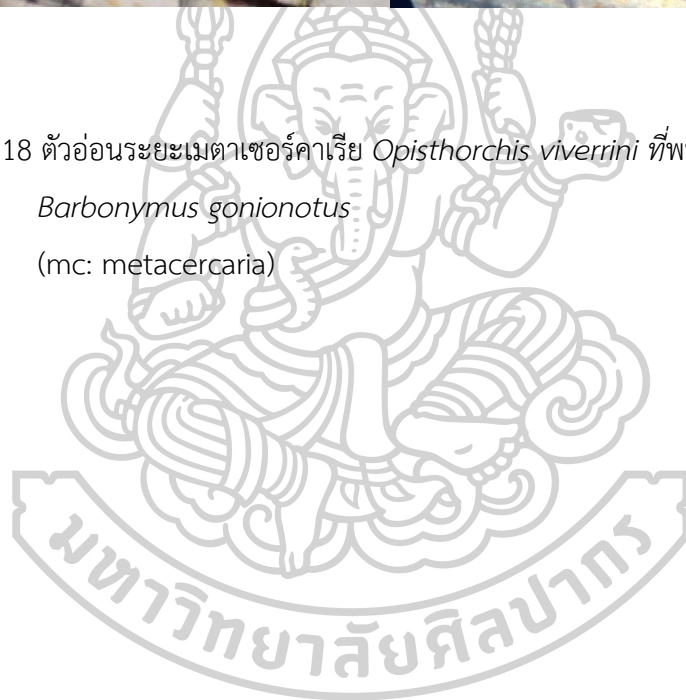 18 ตัวอ่อนระยะเมตาเซอร์คาเรีย Opisthorchis viverrini ที่
Barbonymus gonionotus
(mc: metacercaria)
มหาวิทยาลัยศิลปากร